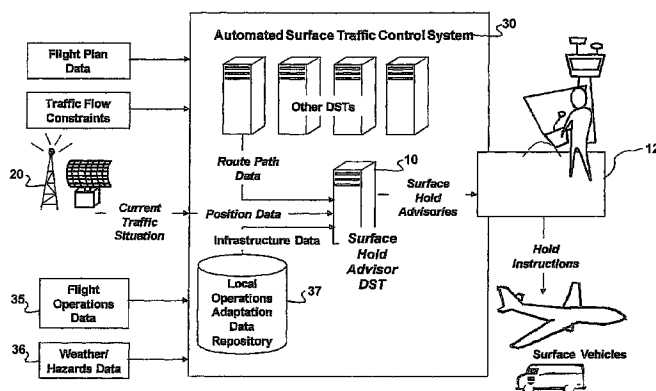 Automated Surface Traffic Control System
30
Flight Plan
Data
Traffic Flow
Constraints
Other DSTs
20
Route Path
Data
10
Surface
Hold
Advisories
12
Current
Traffic
Situation
Position Data
Infrastructure Data
Surface
Hold
Advisor
DST
Hold
Instructions
35
Flight
Operations
Data
Local
Operations
Adaptation
Data
Repository
37
36
Weather/
Hazards Data
Surface Vehicles